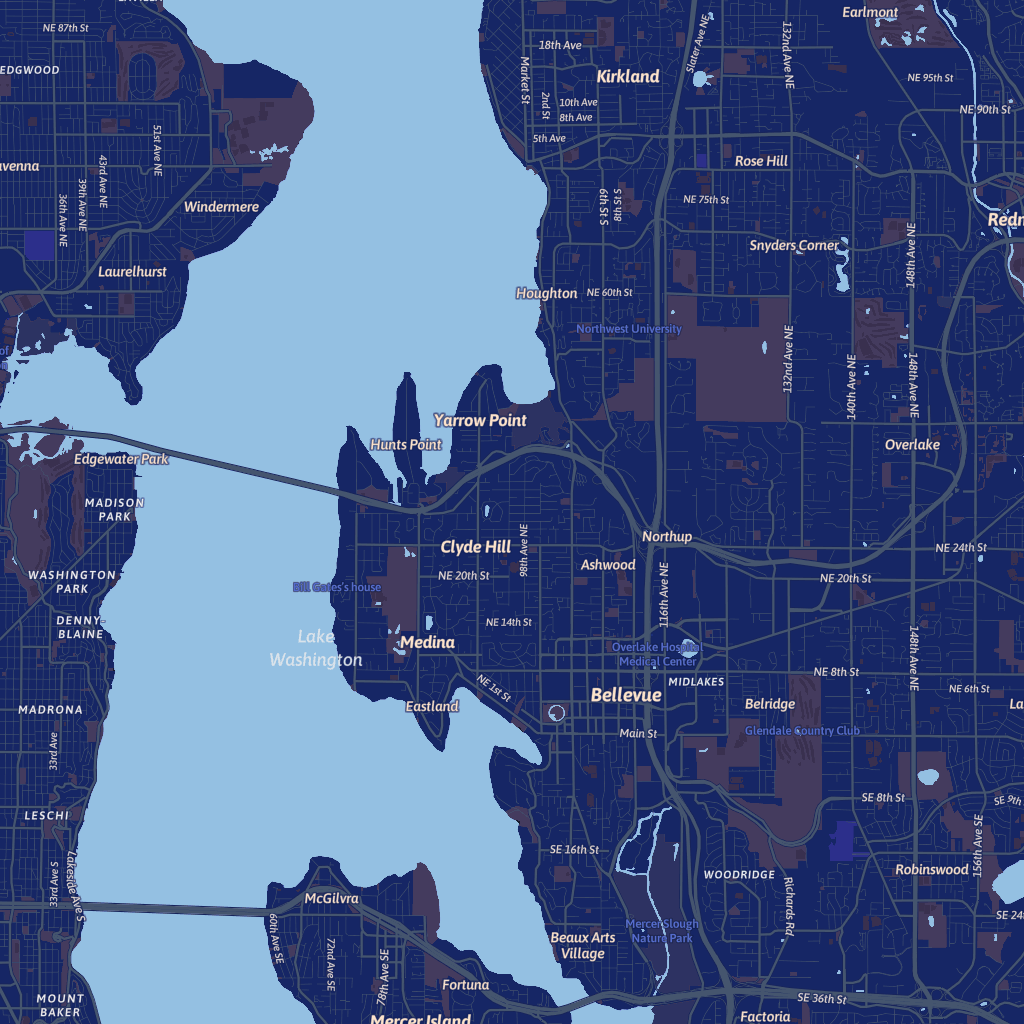 Earlmont
NE 87th St
18th Ave
Slater Ave NE
132nd Ave NE
EDGEWOOD
Market St
Kirkland
NE 95th St
2nd St
10th Ave
8th Ave
NE 90th St
51st Ave NE
5th Ave
43rd Ave NE
Rose Hill
39th Ave NE
36th Ave NE
6th St S
8th St S
NE 75th St
Windermere
Snyders Corner
148th Ave NE
Laurelhurst
Houghton
NE 60th St
Northwest University
132nd Ave NE
140th Ave NE
148th Ave NE
of
Yarrow Point
Hunts Point
Overlake
Edgewater Park
MADISON
PARK
98th Ave NE
Northup
Clyde Hill
NE 24th St
Ashwood
WASHINGTON
PARK
NE 20th St
NE 20th St
Bill Gates's house
116th Ave NE
DENNY-
BLAINE
NE 14th St
Lake
Washington
Medina
Overlake Hospital
Medical Center
148th Ave NE
NE 8th St
MIDLAKES
NE 1st St
NE 6th St
Bellevue
MADRONA
Eastland
Belridge
Main St
Glendale Country Club
33rd Ave
SE 8th St
SE 9th
LESCHI
156th Ave SE
SE 16th St
Robinswood
33rd Ave S
Lakeside Ave S
WOODRIDGE
Richards Rd
McGilvra
SE 24th
60th Ave SE
Mercer Slough
Nature Park
Beaux Arts
Village
72nd Ave SE
78th Ave SE
Fortuna
MOUNT
BAKER
SE 36th St
Mercer Island
Factoria